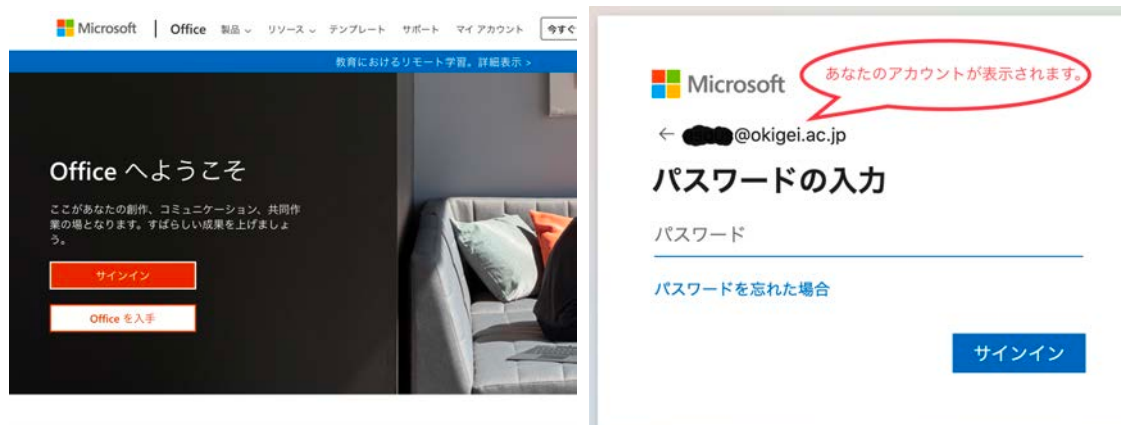 Microsoft | Office 製品 リソース テンプレート サポート マイ アカウント 今すぐ
教育におけるリモート学習。詳細表示 >
Office へようこそ
ここがあなたの創作、コミュニケーション、共同作
業の場となります。すばらしい成果を上げましょ
う。
サインイン
Office を入手
あなたのアカウントが表示されます。
Microsoft
← @okigei.ac.jp
パスワードの入力
パスワード
パスワードを忘れた場合
サインイン